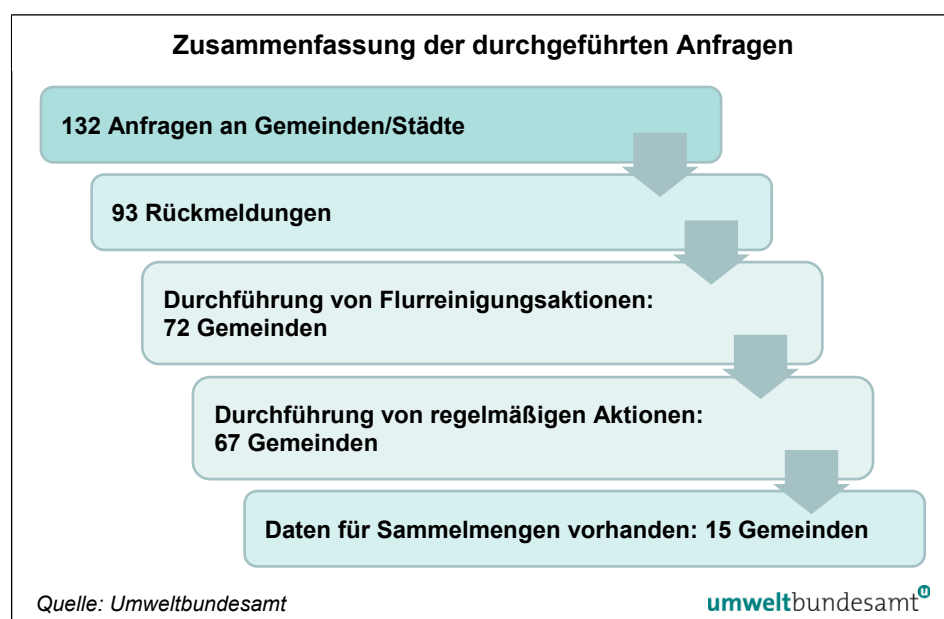 Zusammenfassung der durchgeführten Anfragen
132 Anfragen an Gemeinden/Städte
93 Rückmeldungen
Durchführung von Flurreinigungsaktionen:
72 Gemeinden
Durchführung von regelmäßigen Aktionen:
67 Gemeinden
Daten für Sammelmengen vorhanden: 15 Gemeinden
Quelle: Umweltbundesamt
umweltbundesamt
u